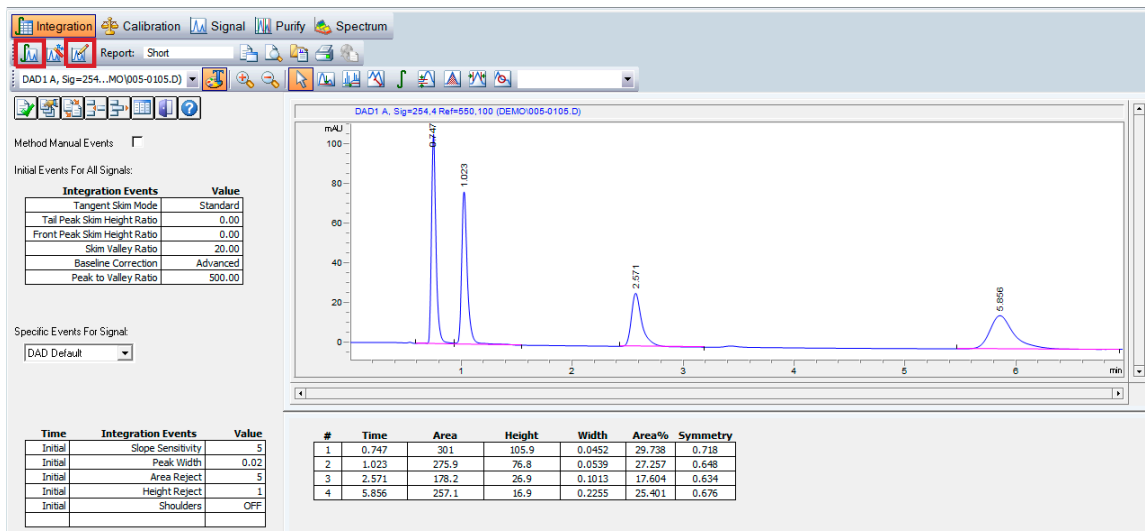 Integration Calibration Signal Purify Spectrum
Report: Short
DAD1 A, Sig=254...MO\005-0105.D)
Method Manual Events
Initial Events For All Signals:
Integration Events Value
Tangent Skim Mode Standard
Tail Peak Skim Height Ratio 0.00
Front Peak Skim Height Ratio 0.00
Skim Valley Ratio 20.00
Baseline Correction Advanced
Peak to Valley Ratio 500.00
Specific Events For Signal:
DAD Default
Time Integration Events Value
Initial Slope Sensitivity 5
Initial Peak Width 0.02
Initial Area Reject 5
Initial Height Reject 1
Initial Shoulders OFF
DAD1 A, Sig=254,4 Ref=550,100 (DEMO\005-0105.D)
mAU
100
80
60
40
20
0
0.747
1.023
2.571
5.856
1 2 3 4 5 6 min
# Time Area Height Width Area% Symmetry
1 0.747 301 105.9 0.0452 29.738 0.718
2 1.023 275.9 76.8 0.0539 27.257 0.648
3 2.571 178.2 26.9 0.1013 17.604 0.634
4 5.856 257.1 16.9 0.2255 25.401 0.676